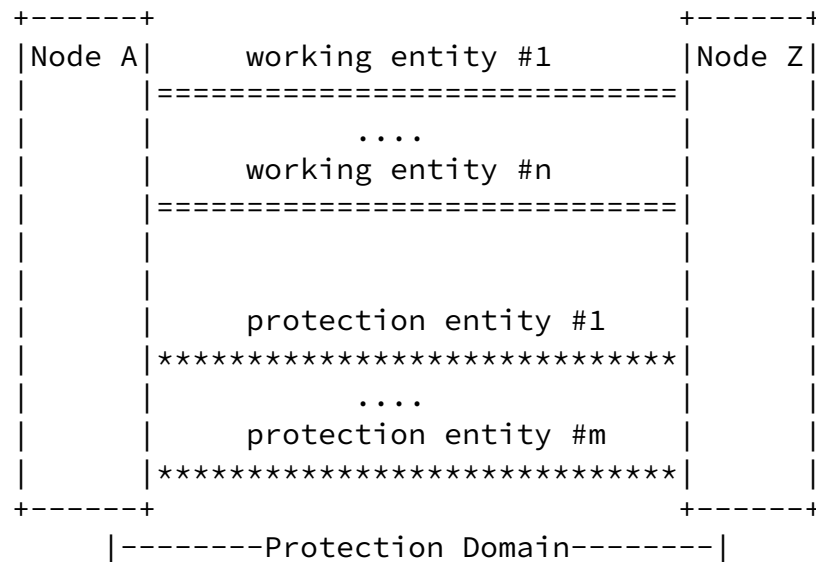 +------+                              +------+
|Node A|     working entity #1        |Node Z|
|      |=============================|      |
|      |           ....               |      |
|      |     working entity #n        |      |
|      |=============================|      |
|      |                              |      |
|      |                              |      |
|      |     protection entity #1     |      |
|      |*****************************|      |
|      |           ....               |      |
|      |     protection entity #m     |      |
|      |*****************************|      |
+------+                              +------+
     |--------Protection Domain--------|